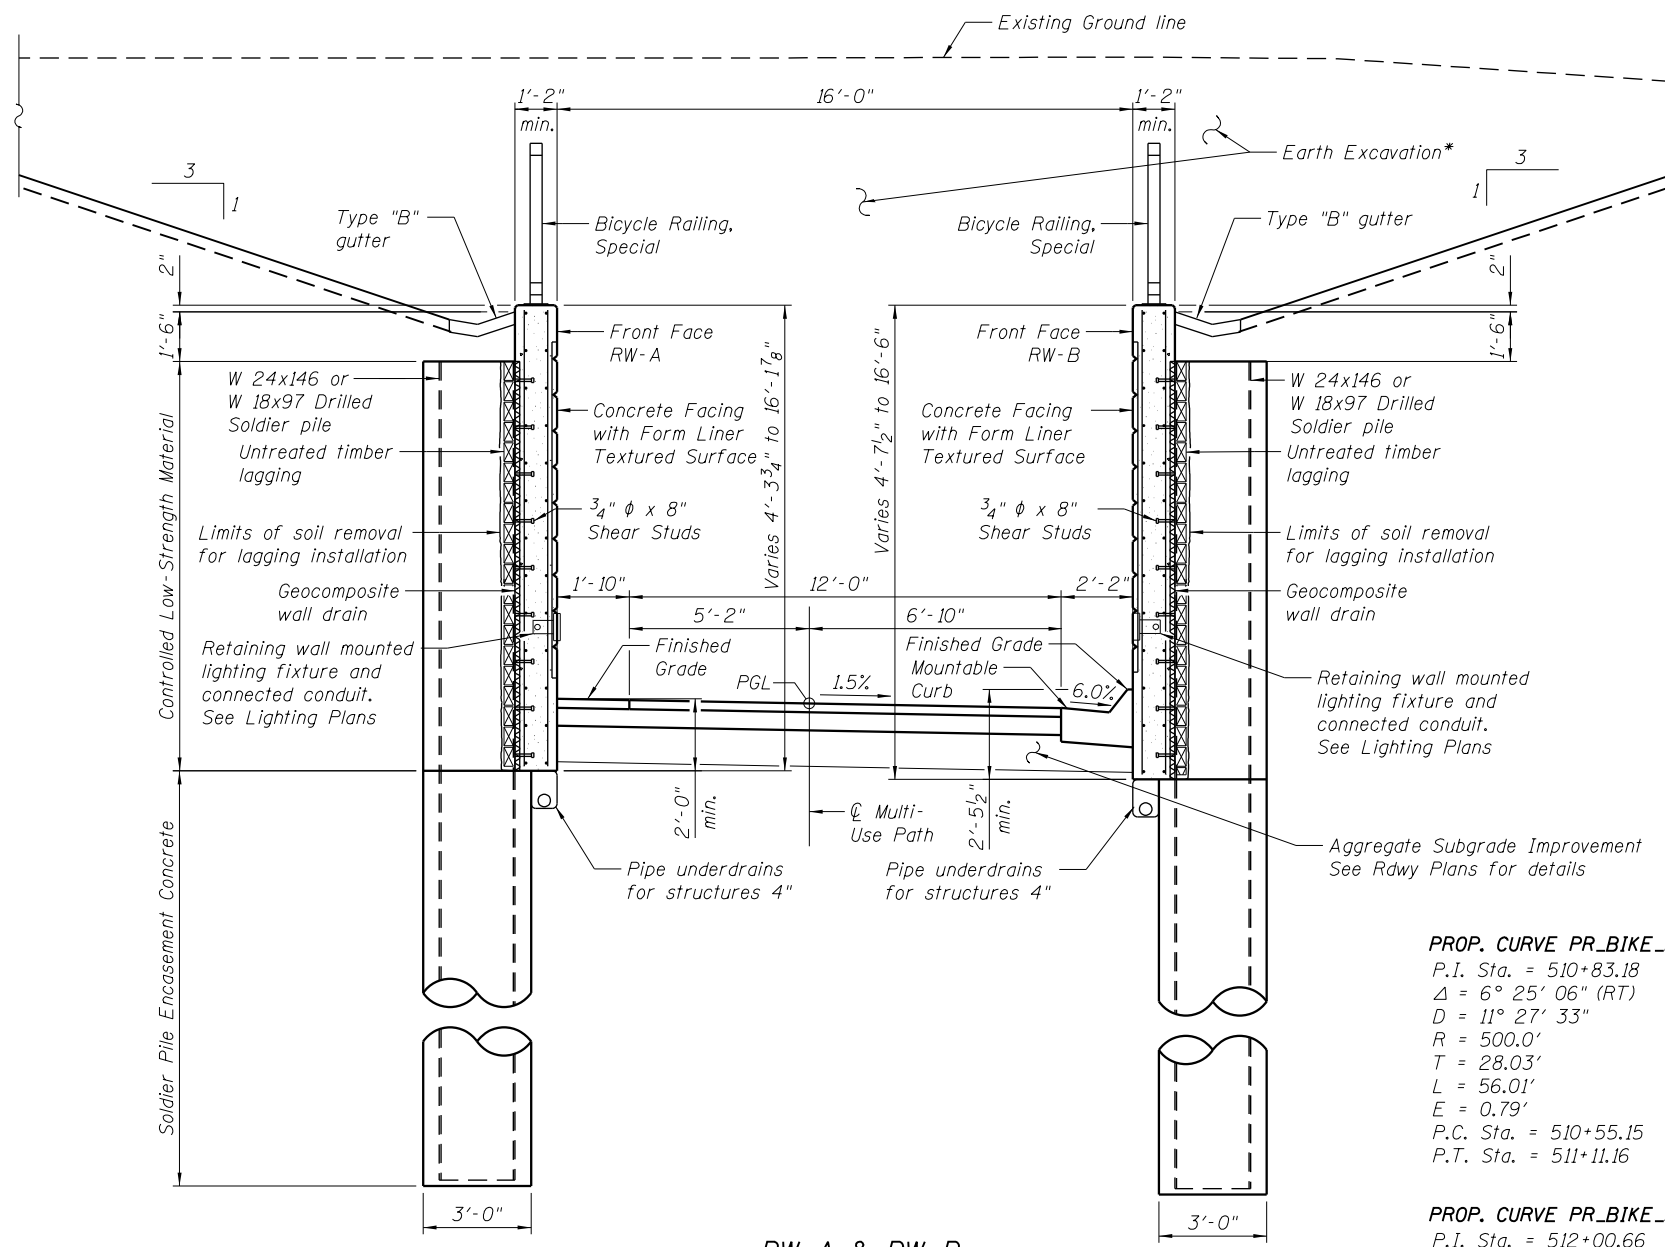 Existing Ground line
1'-2"
min.
16'-0"
1'-2"
min.
Earth Excavation*
3
1
3
1
Type "B"
gutter
Bicycle Railing,
Special
Bicycle Railing,
Special
Type "B" gutter
2"
1'-6"
2"
1'-6"
Front Face
RW-A
Front Face
RW-B
W 24x146 or
W 18x97 Drilled
Soldier pile
Untreated timber
lagging
Limits of soil removal
for lagging installation
Geocomposite
wall drain
Retaining wall mounted
lighting fixture and
connected conduit.
See Lighting Plans
Concrete Facing
with Form Liner
Textured Surface
3/4" ϕ x 8"
Shear Studs
Varies 4'-3 3/4" to 16'-1 7/8"
Varies 4'-7 1/2" to 16'-6"
Concrete Facing
with Form Liner
Textured Surface
3/4" ϕ x 8"
Shear Studs
W 24x146 or
W 18x97 Drilled
Soldier pile
Untreated timber
lagging
Limits of soil removal
for lagging installation
Geocomposite
wall drain
Retaining wall mounted
lighting fixture and
connected conduit.
See Lighting Plans
Controlled Low-Strength Material
Soldier Pile Encasement Concrete
1'-10"
12'-0"
2'-2"
5'-2"
6'-10"
Finished
Grade
PGL
1.5%
Finished Grade
Mountable
Curb
6.0%
2'-0"
min.
℄ Multi-
Use Path
2'-5 1/2"
min.
Pipe underdrains
for structures 4"
Pipe underdrains
for structures 4"
Aggregate Subgrade Improvement
See Rdwy Plans for details
3'-0"
3'-0"
PROP. CURVE PR_BIKE_
P.I. Sta. = 510+83.18
Δ = 6° 25' 06" (RT)
D = 11° 27' 33"
R = 500.0'
T = 28.03'
L = 56.01'
E = 0.79'
P.C. Sta. = 510+55.15
P.T. Sta. = 511+11.16
PROP. CURVE PR_BIKE_
P.I. Sta. = 512+00.66